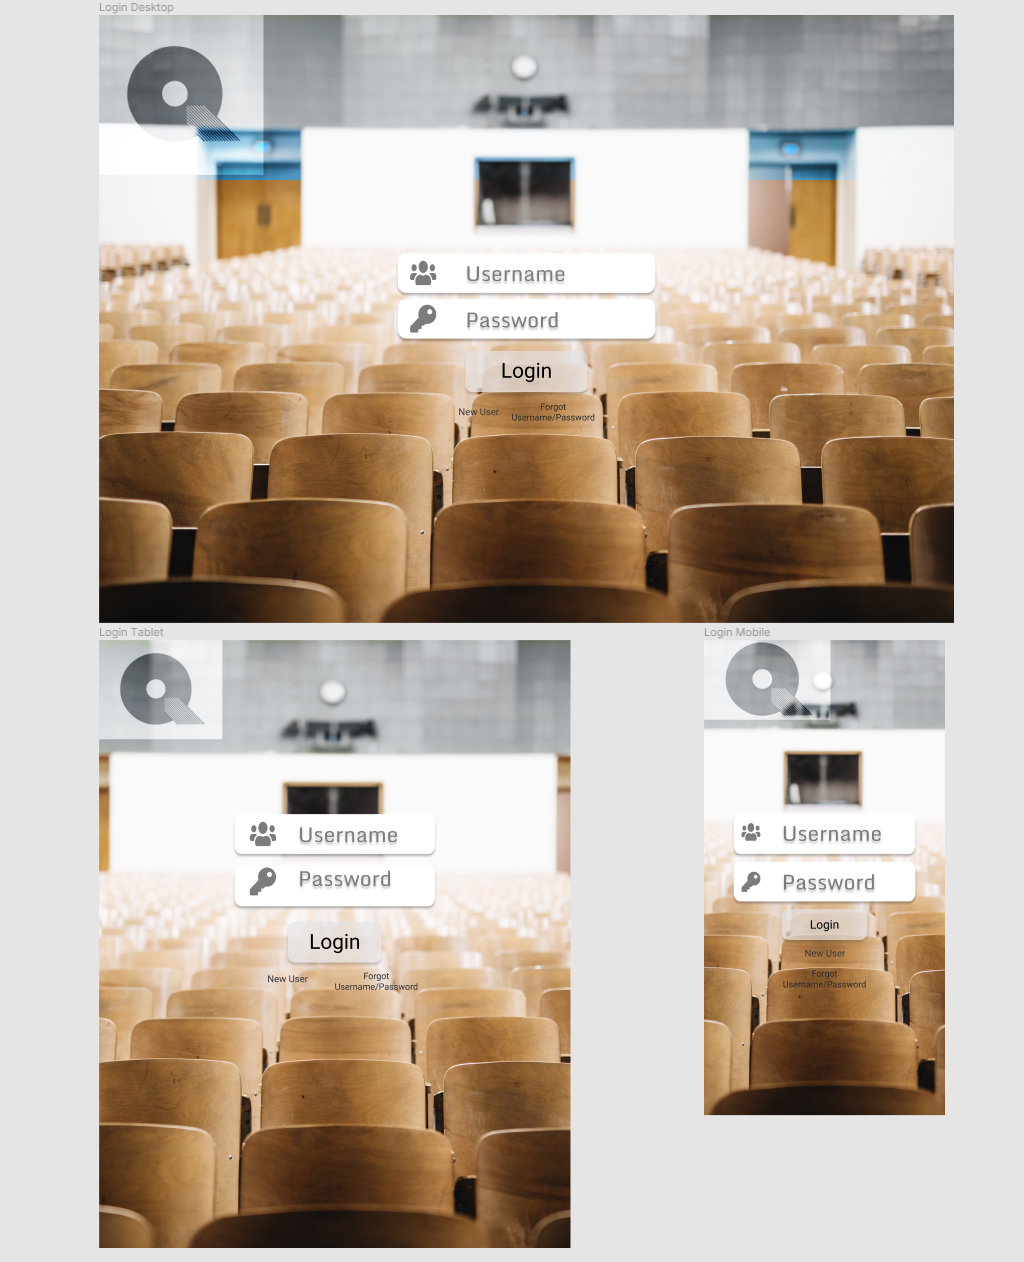 Login Desktop
Username
Password
Login
New User
Forgot
Username/Password
Login Tablet
Username
Password
Login
New User
Forgot
Username/Password
Login Mobile
Username
Password
Login
New User
Forgot
Username/Password